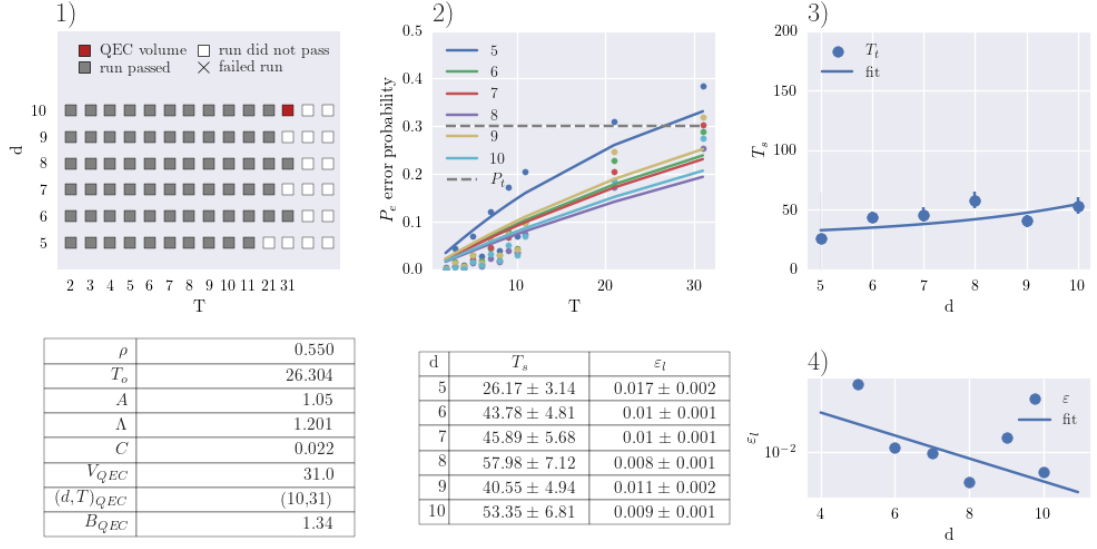 1)
QEC volume
run did not pass
run passed
failed run
d
10
9
8
7
6
5
2 3 4 5 6 7 8 9 10 11 21 31
T
2)
P_e error probability
0.5
0.4
0.3
0.2
0.1
0.0
5
6
7
8
9
10
P_t
10 20 30
T
3)
T_s
200
150
100
50
0
T_t
fit
5 6 7 8 9 10
d
ρ 0.550
T_o 26.304
A 1.05
Λ 1.201
C 0.022
V_QEC 31.0
(d,T)_QEC (10,31)
B_QEC 1.34
d T_s ε_l
5 26.17 ± 3.14 0.017 ± 0.002
6 43.78 ± 4.81 0.01 ± 0.001
7 45.89 ± 5.68 0.01 ± 0.001
8 57.98 ± 7.12 0.008 ± 0.001
9 40.55 ± 4.94 0.011 ± 0.002
10 53.35 ± 6.81 0.009 ± 0.001
4)
ε_l
10⁻²
ε
fit
4 6 8 10
d